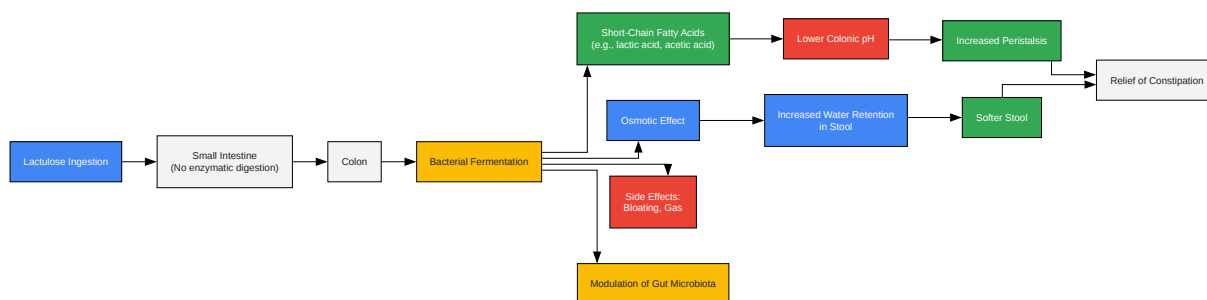 Short-Chain Fatty Acids
(e.g., lactic acid, acetic acid)
Lower Colonic pH
Increased Peristalsis
Relief of Constipation
Osmotic Effect
Increased Water Retention
in Stool
Softer Stool
Lactulose Ingestion
Small Intestine
(No enzymatic digestion)
Colon
Bacterial Fermentation
Side Effects:
Bloating, Gas
Modulation of Gut Microbiota